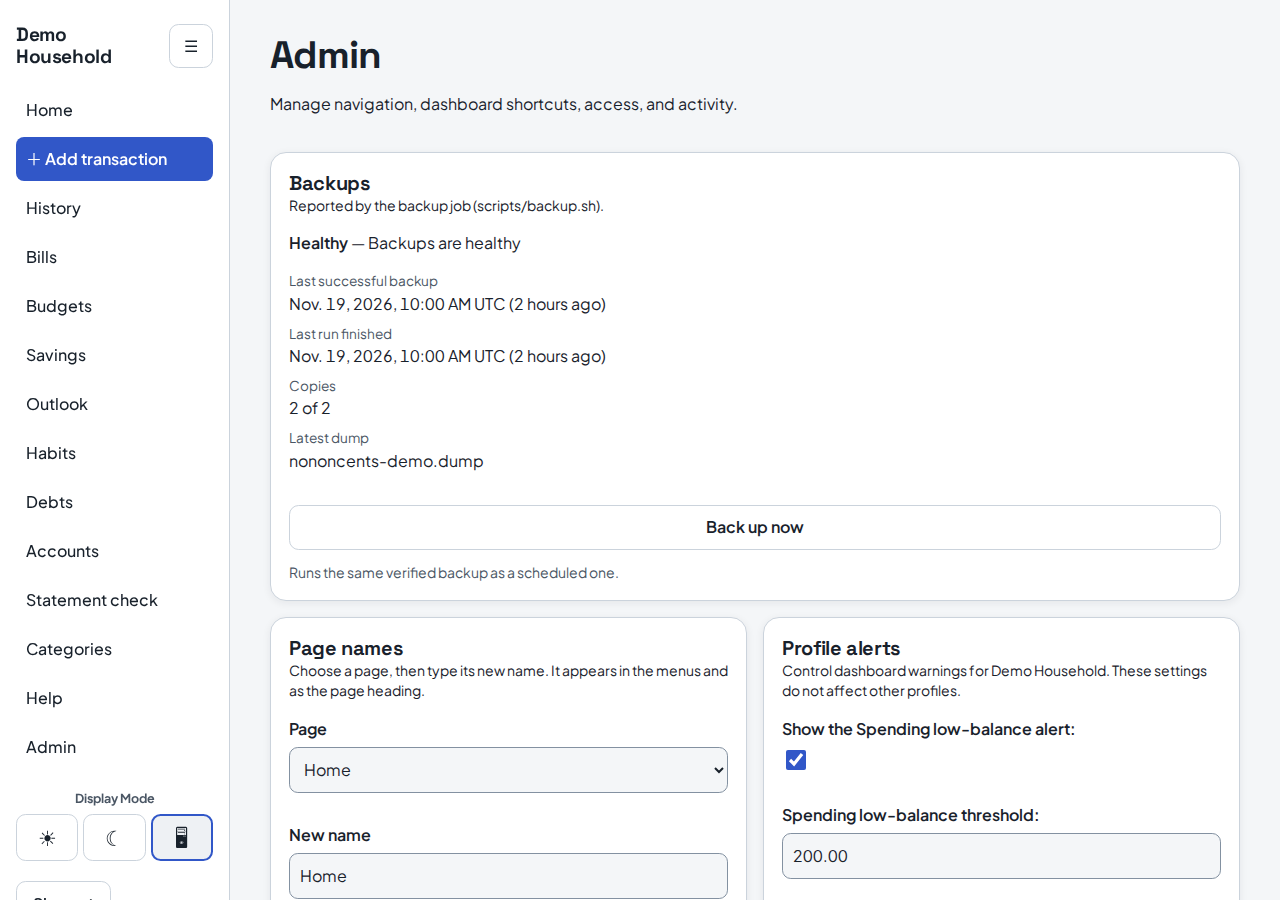 Demo
Household
☰
Home
+ Add transaction
History
Bills
Budgets
Savings
Outlook
Habits
Debts
Accounts
Statement check
Categories
Help
Admin
Display Mode
Admin
Manage navigation, dashboard shortcuts, access, and activity.
Backups
Reported by the backup job (scripts/backup.sh).
Healthy — Backups are healthy
Last successful backup
Nov. 19, 2026, 10:00 AM UTC (2 hours ago)
Last run finished
Nov. 19, 2026, 10:00 AM UTC (2 hours ago)
Copies
2 of 2
Latest dump
nononcents-demo.dump
Back up now
Runs the same verified backup as a scheduled one.
Page names
Choose a page, then type its new name. It appears in the menus and
as the page heading.
Page
Home
New name
Home
Profile alerts
Control dashboard warnings for Demo Household. These settings
do not affect other profiles.
Show the Spending low-balance alert:
Spending low-balance threshold:
200.00